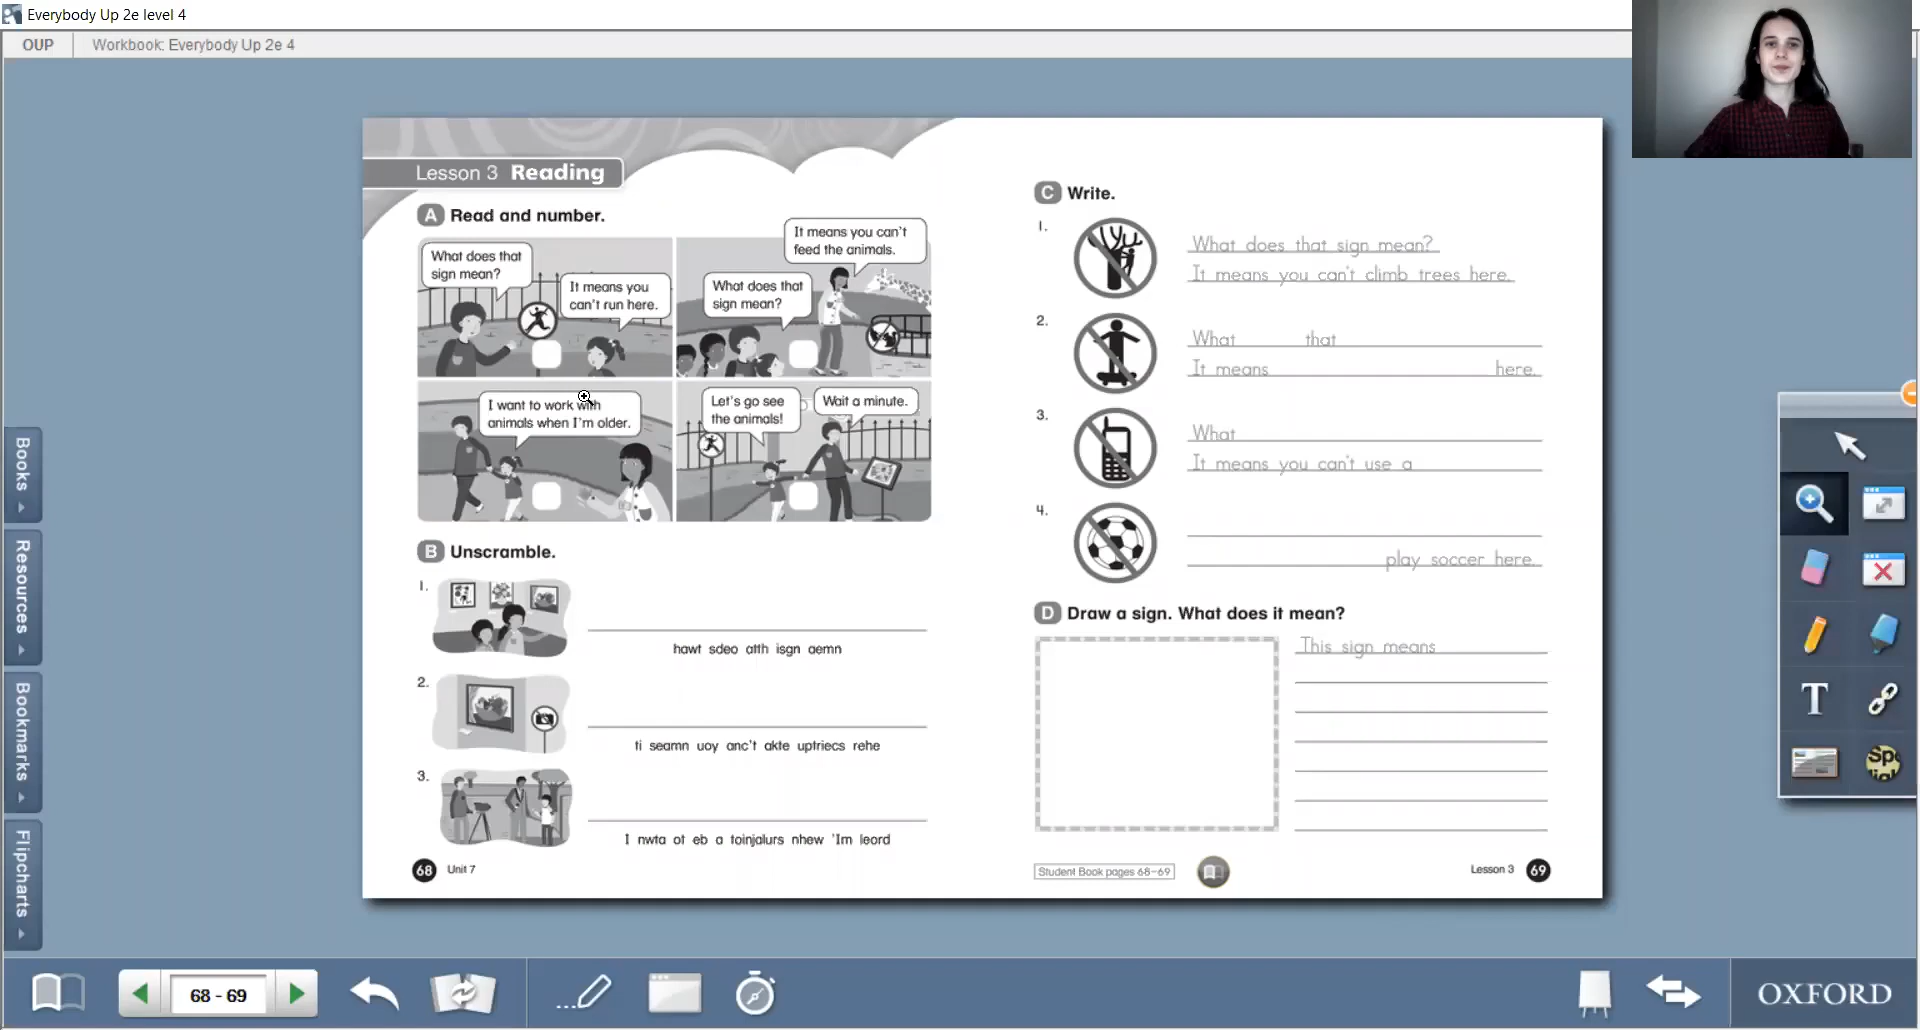 Everybody Up 2e level 4
OUP
Workbook: Everybody Up 2e 4
Lesson 3 Reading
A Read and number.
What does that
sign mean?
It means you
can't run here.
It means you can't
feed the animals.
What does that
sign mean?
I want to work with
animals when I'm older.
Let's go see
the animals!
Wait a minute.
B Unscramble.
1.
hawt sdeo atth isgn aemn
2.
ti seamn uoy anc't akte uptriecs rehe
3.
I nwta ot eb a toinjalurs nhew 'Im leord
68 Unit 7
C Write.
1.
What does that sign mean?
It means you can't climb trees here.
2.
What that
It means here.
3.
What
It means you can't use a
4.
play soccer here.
D Draw a sign. What does it mean?
This sign means
Student Book pages 68-69
Lesson 3 69
Books
Resources
Bookmarks
Flipcharts
T
68 - 69
OXFORD